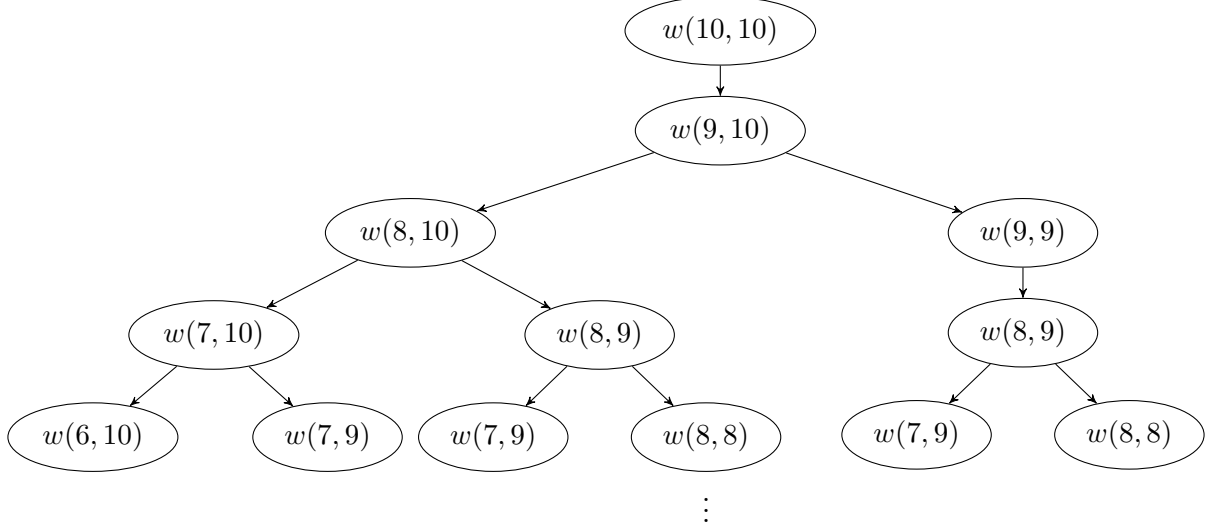 w(10, 10)
w(9, 10)
w(8, 10) w(9, 9)
w(7, 10) w(8, 9) w(8, 9)
w(6, 10) w(7, 9) w(7, 9) w(8, 8) w(7, 9) w(8, 8)
⋮